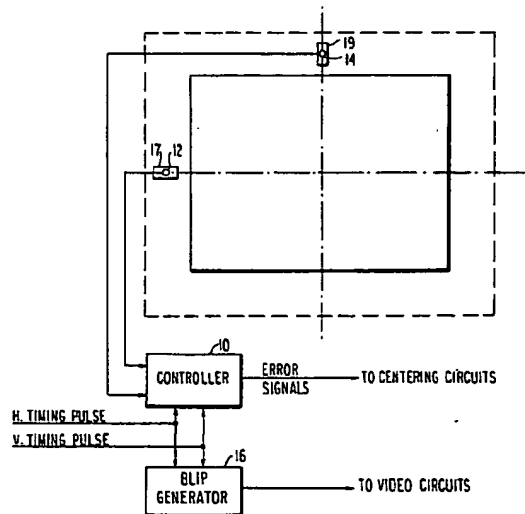 19
14
17 12
10
CONTROLLER
ERROR
SIGNALS
TO CENTERING CIRCUITS
H. TIMING PULSE
V. TIMING PULSE
16
BLIP
GENERATOR
TO VIDEO CIRCUITS